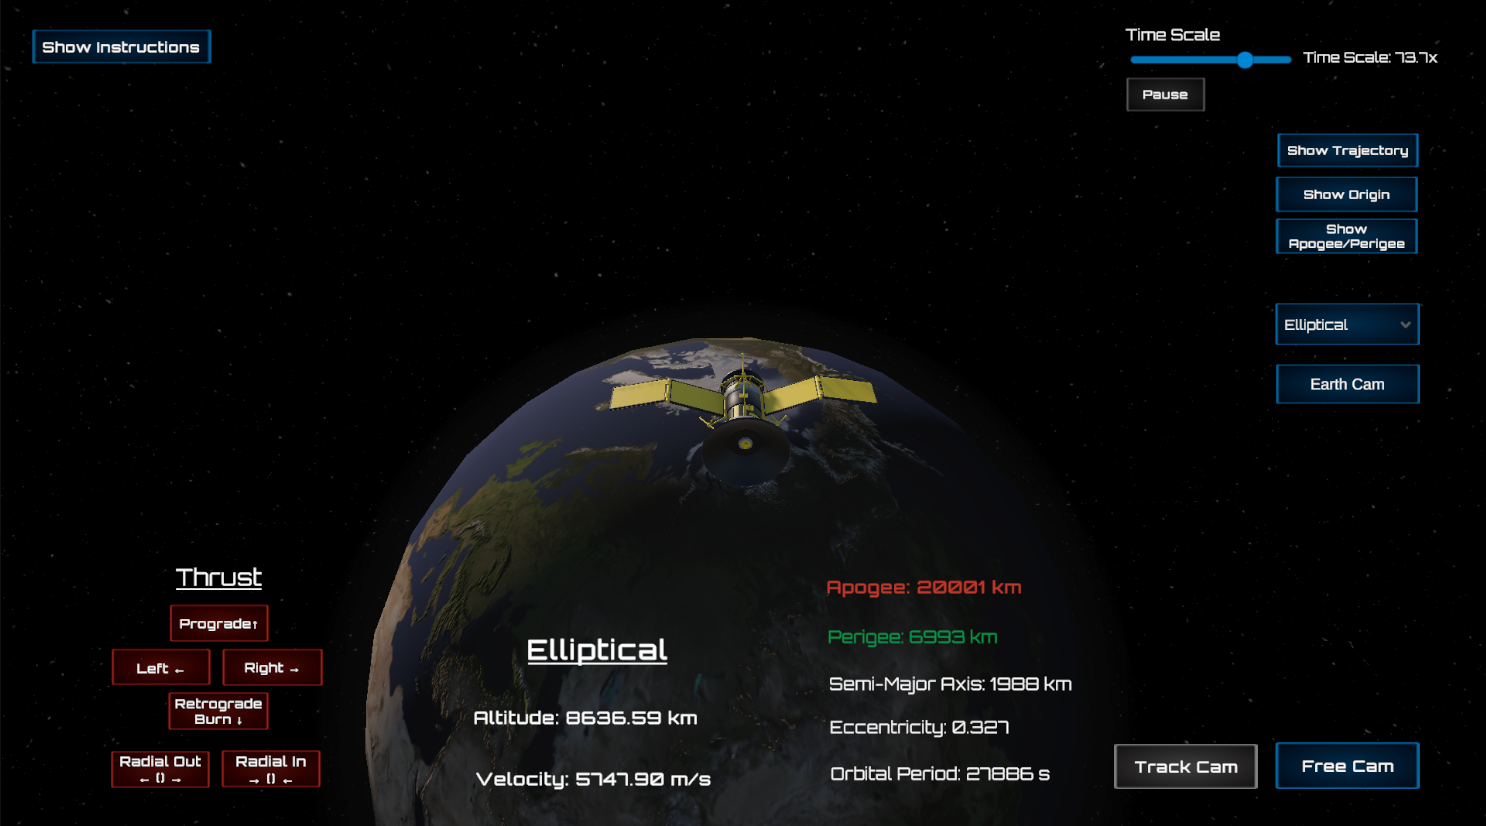 Show Instructions
Time Scale
Time Scale: 73.7x
Pause
Show Trajectory
Show Origin
Show
Apogee/Perigee
Elliptical
Earth Cam
Thrust
Prograde↑
Left ←
Right →
Retrograde
Burn ↓
Radial Out
← () →
Radial In
→ () ←
Elliptical
Altitude: 8636.59 km
Velocity: 5747.90 m/s
Apogee: 20001 km
Perigee: 6993 km
Semi-Major Axis: 1988 km
Eccentricity: 0.327
Orbital Period: 27886 s
Track Cam
Free Cam